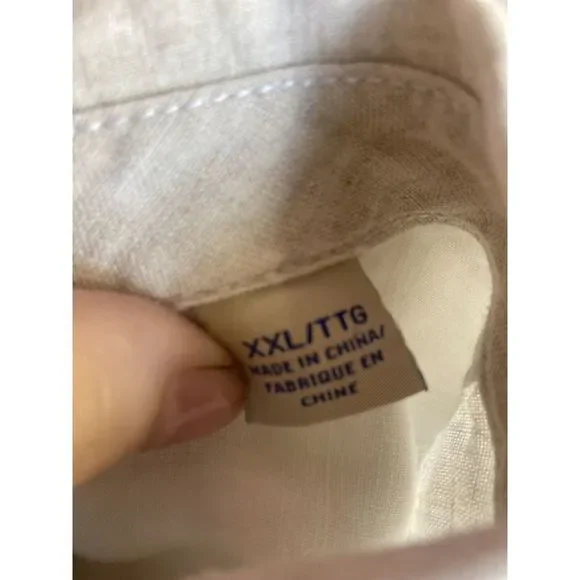 XXL/TTG
MADE IN CHINA/
FABRIQUE EN
CHINE